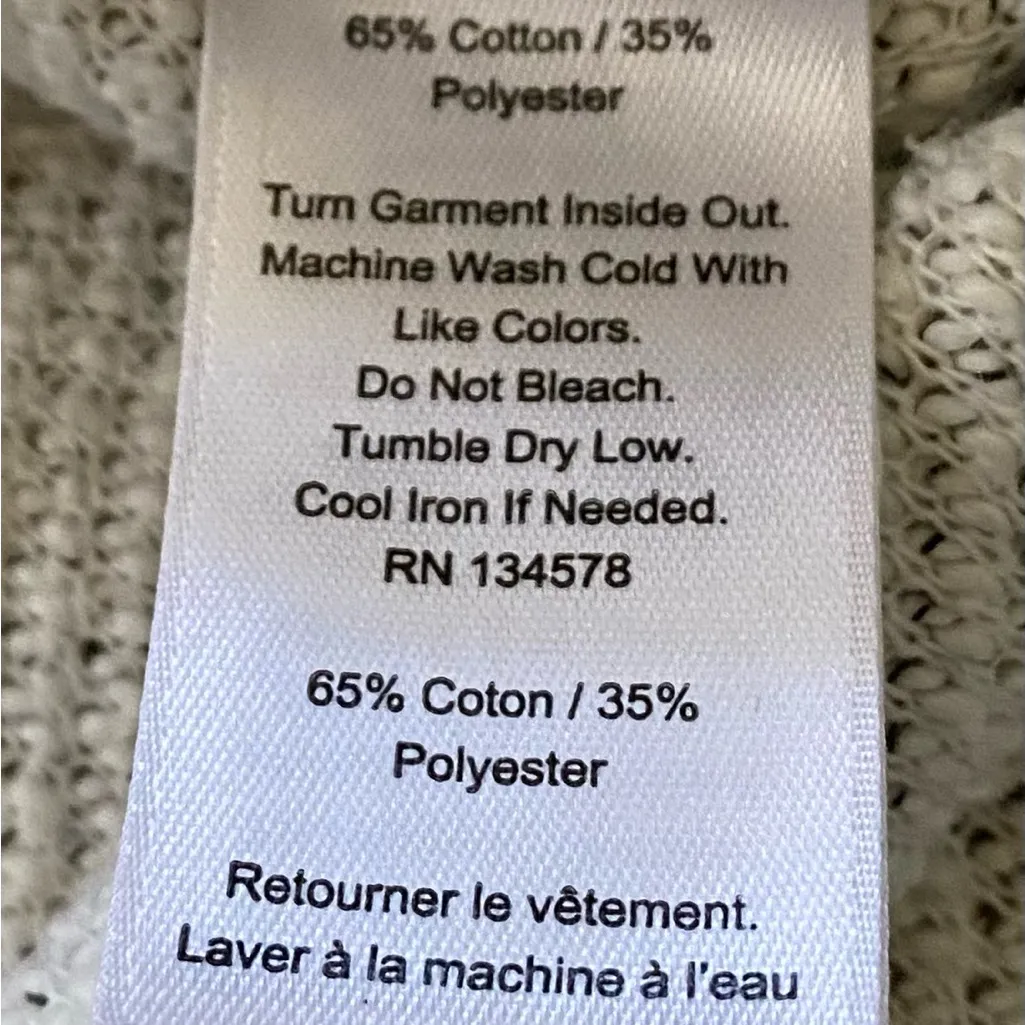 65% Cotton / 35%
Polyester
Turn Garment Inside Out.
Machine Wash Cold With
Like Colors.
Do Not Bleach.
Tumble Dry Low.
Cool Iron If Needed.
RN 134578
65% Coton / 35%
Polyester
Retourner le vêtement.
Laver à la machine à l'eau